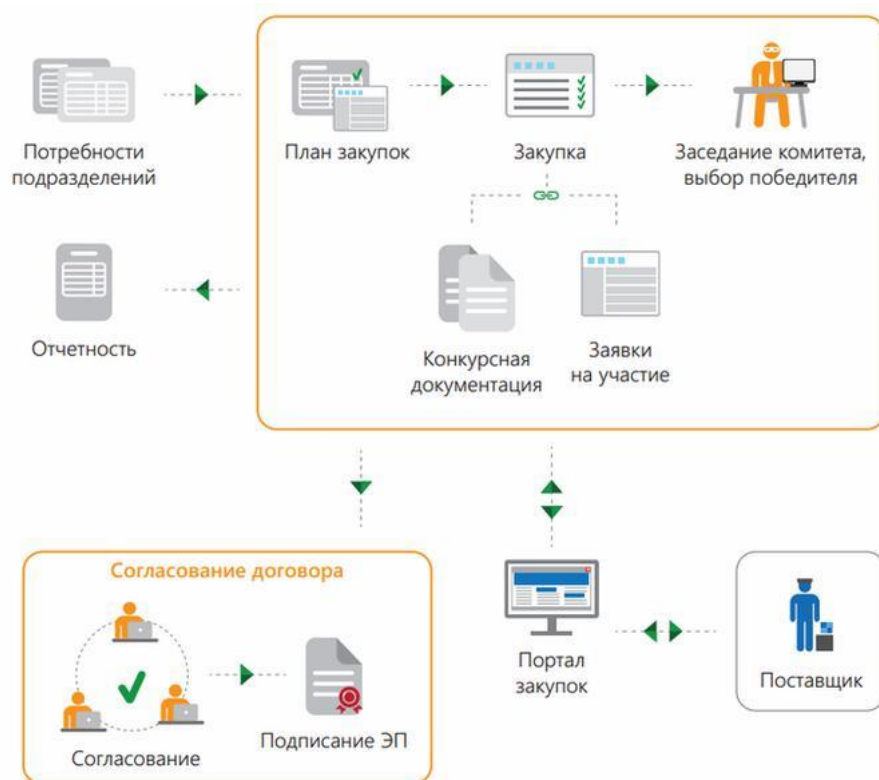 Потребности
подразделений
План закупок
Закупка
Заседание комитета,
выбор победителя
Отчетность
Конкурсная
документация
Заявки
на участие
Согласование договора
Согласование
Подписание ЭП
Портал
закупок
Поставщик